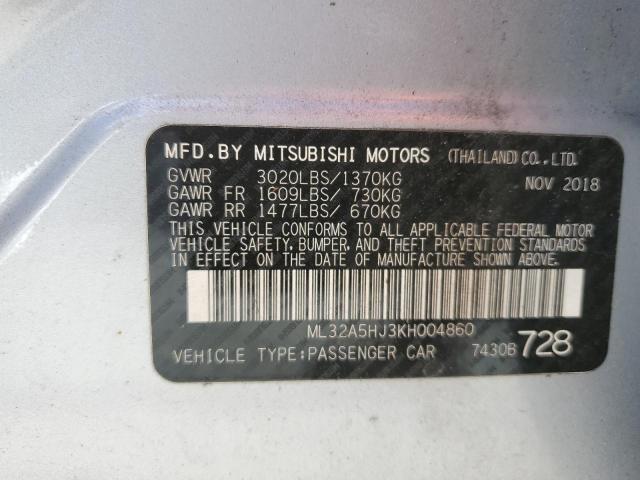 MFD.BY MITSUBISHI MOTORS (THAILAND) CO.,LTD.
GVWR 3020LBS/1370KG NOV 2018
GAWR FR 1609LBS/ 730KG
GAWR RR 1477LBS/ 670KG
THIS VEHICLE CONFORMS TO ALL APPLICABLE FEDERAL MOTOR
VEHICLE SAFETY, BUMPER, AND THEFT PREVENTION STANDARDS
IN EFFECT ON THE DATE OF MANUFACTURE SHOWN ABOVE.
ML32A5HJ3KH004860
VEHICLE TYPE:PASSENGER CAR 7430B 728